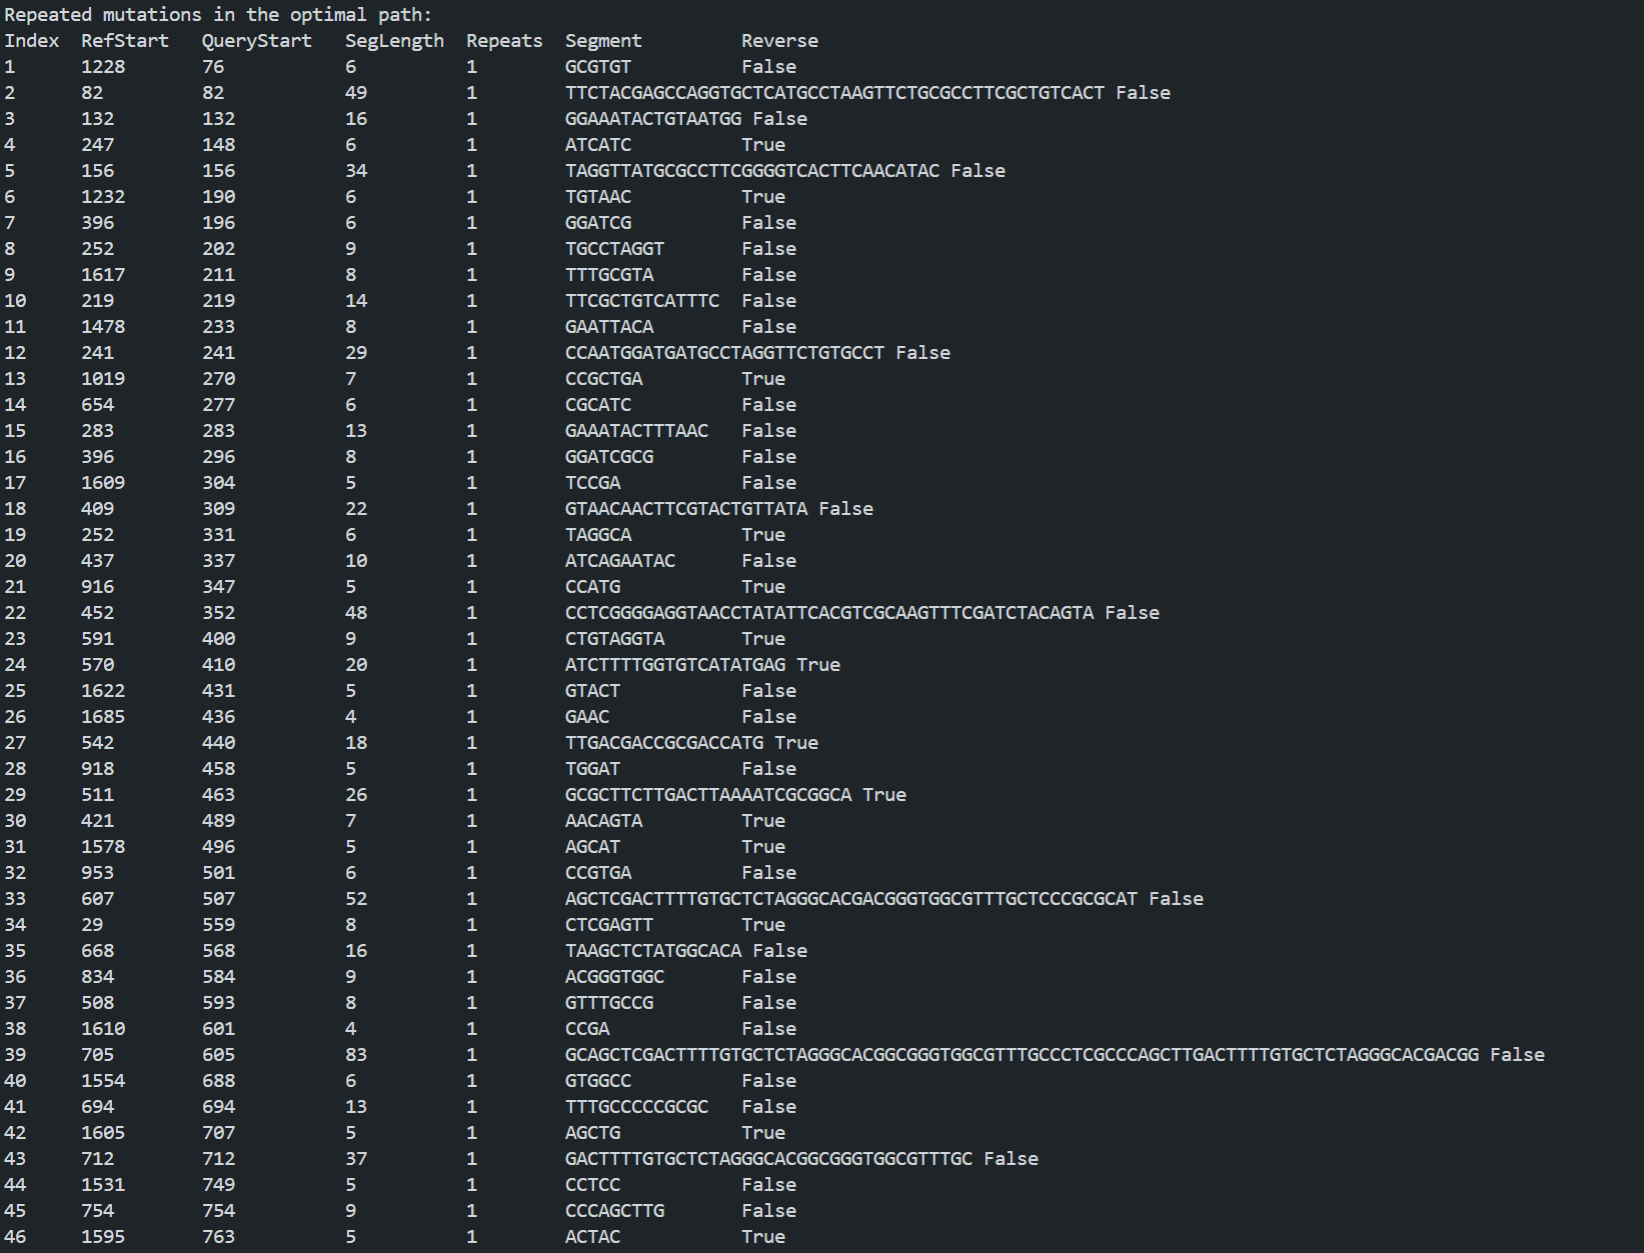 Repeated mutations in the optimal path:
Index RefStart QueryStart SegLength Repeats Segment Reverse
1 1228 76 6 1 GCGTGT False
2 82 82 49 1 TTCTACGAGCCAGGTGCTCATGCCTAAGTTCTGCGCCTTCGCTGTCACT False
3 132 132 16 1 GGAAATACTGTAATGG False
4 247 148 6 1 ATCATC True
5 156 156 34 1 TAGGTTATGCGCCTTCGGGGTCACTTCAACATAC False
6 1232 190 6 1 TGTAAC True
7 396 196 6 1 GGATCG False
8 252 202 9 1 TGCCTAGGT False
9 1617 211 8 1 TTTGCGTA False
10 219 219 14 1 TTCGCTGTCATTTC False
11 1478 233 8 1 GAATTACA False
12 241 241 29 1 CCAATGGATGATGCCTAGGTTCTGTGCCT False
13 1019 270 7 1 CCGCTGA True
14 654 277 6 1 CGCATC False
15 283 283 13 1 GAAATACTTTAAC False
16 396 296 8 1 GGATCGCG False
17 1609 304 5 1 TCCGA False
18 409 309 22 1 GTAACAACTTCGTACTGTTATA False
19 252 331 6 1 TAGGCA True
20 437 337 10 1 ATCAGAATAC False
21 916 347 5 1 CCATG True
22 452 352 48 1 CCTCGGGGAGGTAACCTATATTCACGTCGCAAGTTTCGATCTACAGTA False
23 591 400 9 1 CTGTAGGTA True
24 570 410 20 1 ATCTTTTGGTGTCATATGAG True
25 1622 431 5 1 GTACT False
26 1685 436 4 1 GAAC False
27 542 440 18 1 TTGACGACCGCGACCATG True
28 918 458 5 1 TGGAT False
29 511 463 26 1 GCGCTTCTTGACTTAAAATCGCGGCA True
30 421 489 7 1 AACAGTA True
31 1578 496 5 1 AGCAT True
32 953 501 6 1 CCGTGA False
33 607 507 52 1 AGCTCGACTTTTGTGCTCTAGGGCACGACGGGTGGCGTTTGCTCCCGCGCAT False
34 29 559 8 1 CTCGAGTT True
35 668 568 16 1 TAAGCTCTATGGCACA False
36 834 584 9 1 ACGGGTGGC False
37 508 593 8 1 GTTTGCCG False
38 1610 601 4 1 CCGA False
39 705 605 83 1 GCAGCTCGACTTTTGTGCTCTAGGGCACGGCGGGTGGCGTTTGCCCTCGCCCAGCTTGACTTTTGTGCTCTAGGGCACGACGG False
40 1554 688 6 1 GTGGCC False
41 694 694 13 1 TTTGCCCCCGCGC False
42 1605 707 5 1 AGCTG True
43 712 712 37 1 GACTTTTGTGCTCTAGGGCACGGCGGGTGGCGTTTGC False
44 1531 749 5 1 CCTCC False
45 754 754 9 1 CCCAGCTTG False
46 1595 763 5 1 ACTAC True